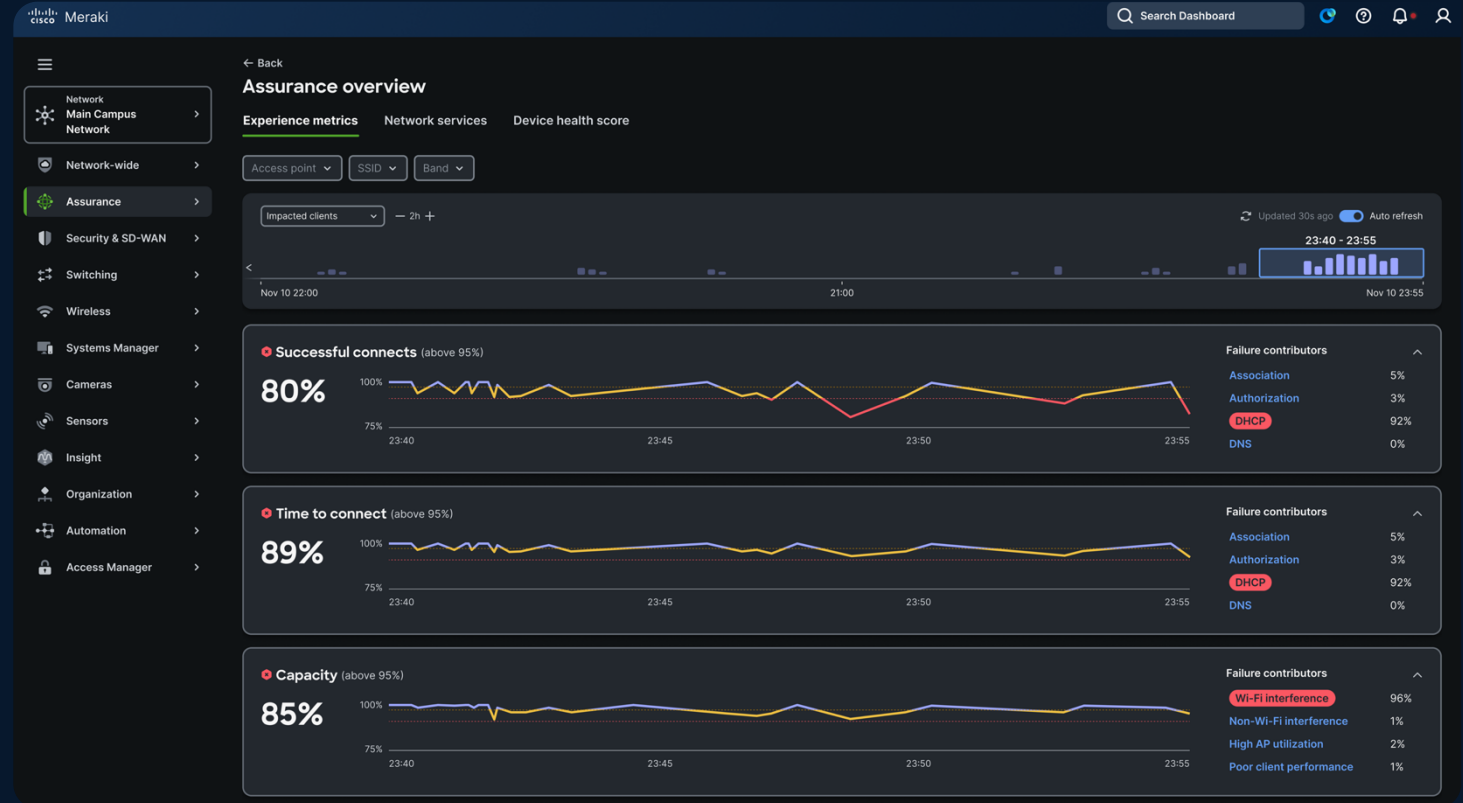 CISCO Meraki
Search Dashboard
Network
Main Campus
Network
Network-wide
Assurance
Security & SD-WAN
Switching
Wireless
Systems Manager
Cameras
Sensors
Insight
Organization
Automation
Access Manager
Back
Assurance overview
Experience metrics Network services Device health score
Access point SSID Band
Impacted clients 2h Updated 30s ago Auto refresh
23:40 - 23:55
Nov 10 22:00 21:00 Nov 10 23:55
Successful connects (above 95%)
80%
100%
75%
23:40 23:45 23:50 23:55
Failure contributors
Association 5%
Authorization 3%
DHCP 92%
DNS 0%
Time to connect (above 95%)
89%
100%
75%
23:40 23:45 23:50 23:55
Failure contributors
Association 5%
Authorization 3%
DHCP 92%
DNS 0%
Capacity (above 95%)
85%
100%
75%
23:40 23:45 23:50 23:55
Failure contributors
Wi-Fi interference 96%
Non-Wi-Fi interference 1%
High AP utilization 2%
Poor client performance 1%